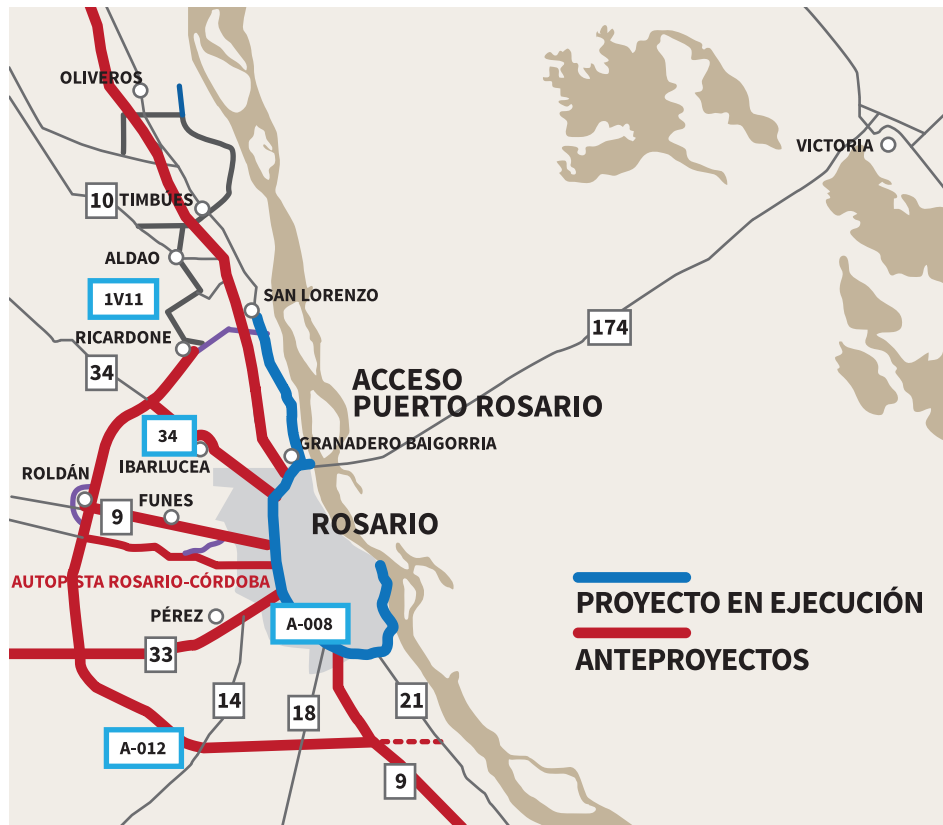 OLIVEROS
VICTORIA
10
TIMBÚES
ALDAO
1V11
SAN LORENZO
RICARDONE
174
34
ACCESO
PUERTO ROSARIO
34
GRANADERO BAIGORRIA
IBARLUCEA
ROLDÁN
FUNES
9
ROSARIO
AUTOPISTA ROSARIO-CÓRDOBA
PROYECTO EN EJECUCIÓN
PÉREZ
A-008
33
ANTEPROYECTOS
14
18
21
A-012
9